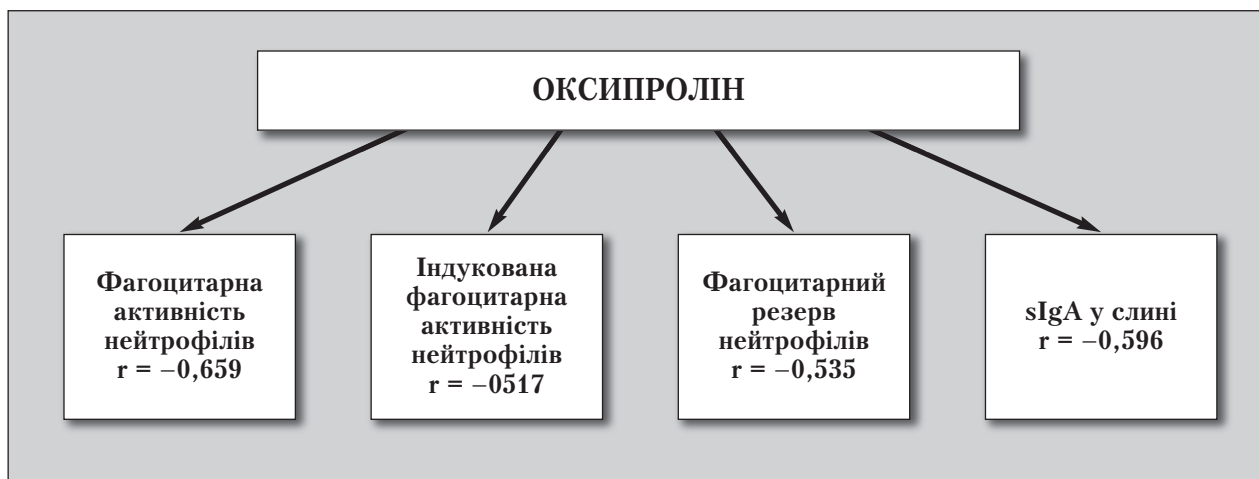 ОКСИПРОЛІН
Фагоцитарна
активність
нейтрофілів
r = –0,659
Індукована
фагоцитарна
активність
нейтрофілів
r = –0517
Фагоцитарний
резерв
нейтрофілів
r = –0,535
sIgA у слині
r = –0,596